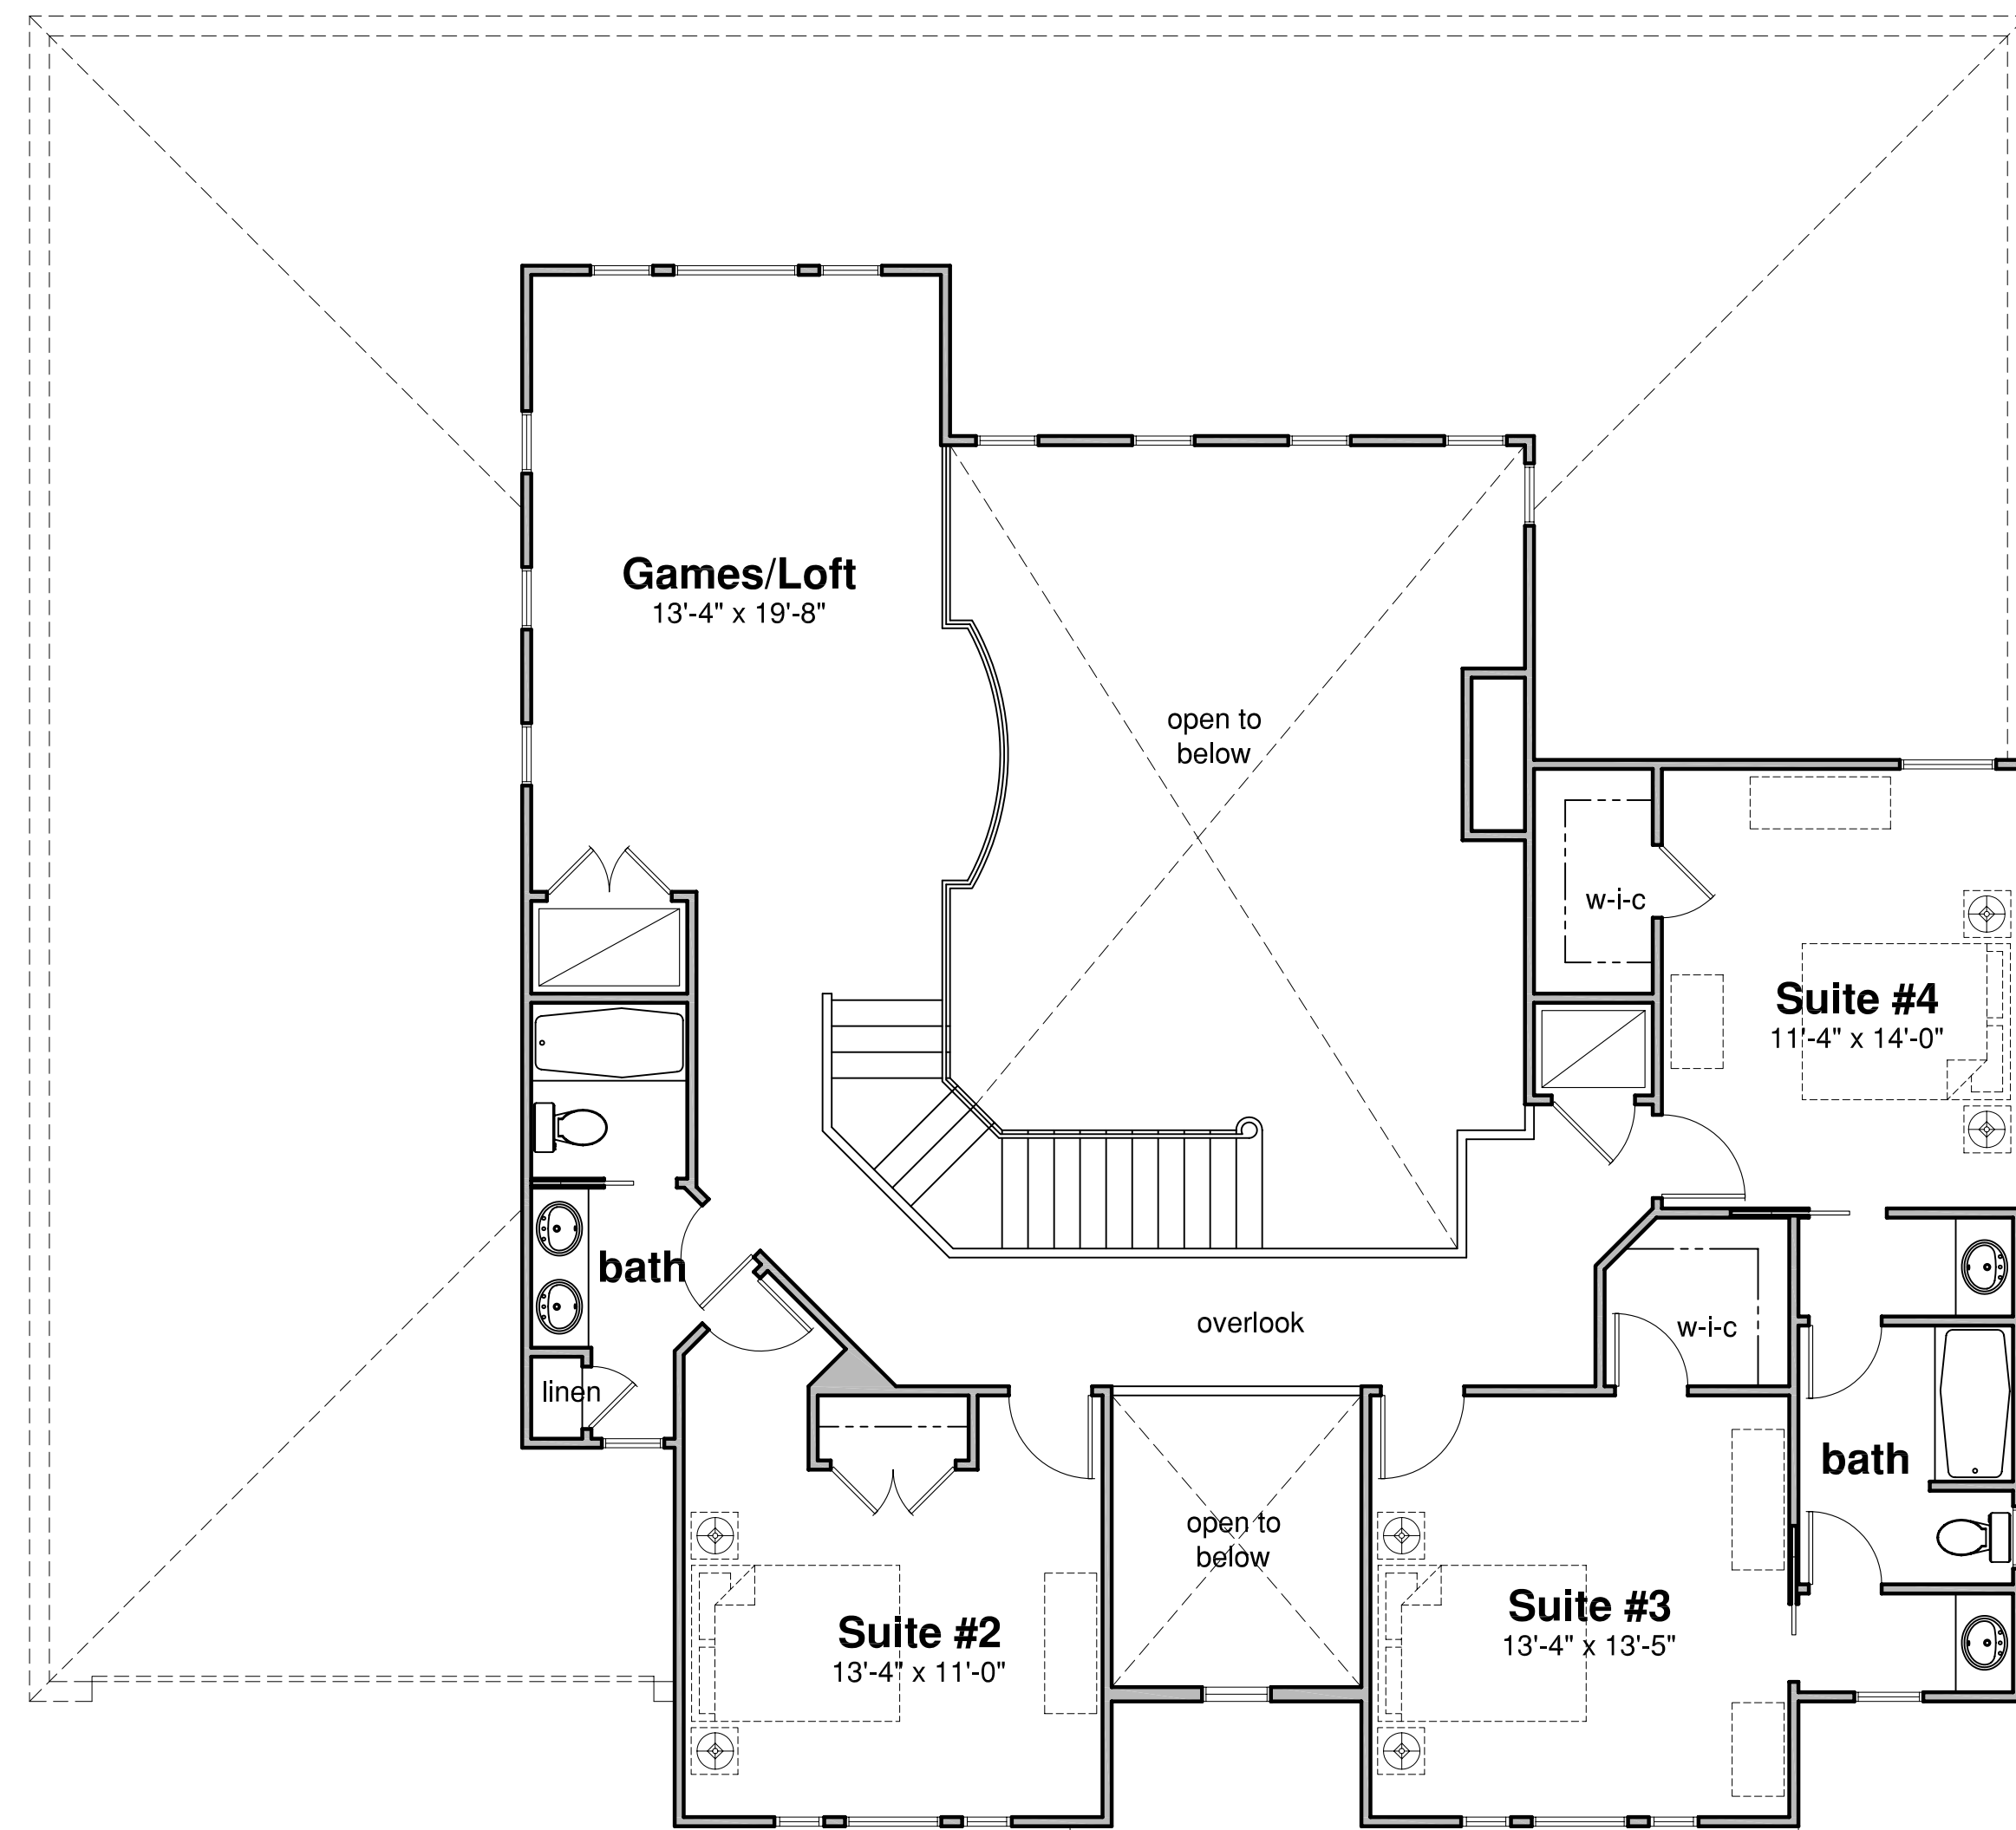 Games/Loft
13'-4" x 19'-8"
open to
below
w-i-c
Suite #4
11'-4" x 14'-0"
bath
overlook
w-i-c
linen
bath
open to
below
Suite #3
13'-4" x 13'-5"
Suite #2
13'-4" x 11'-0"